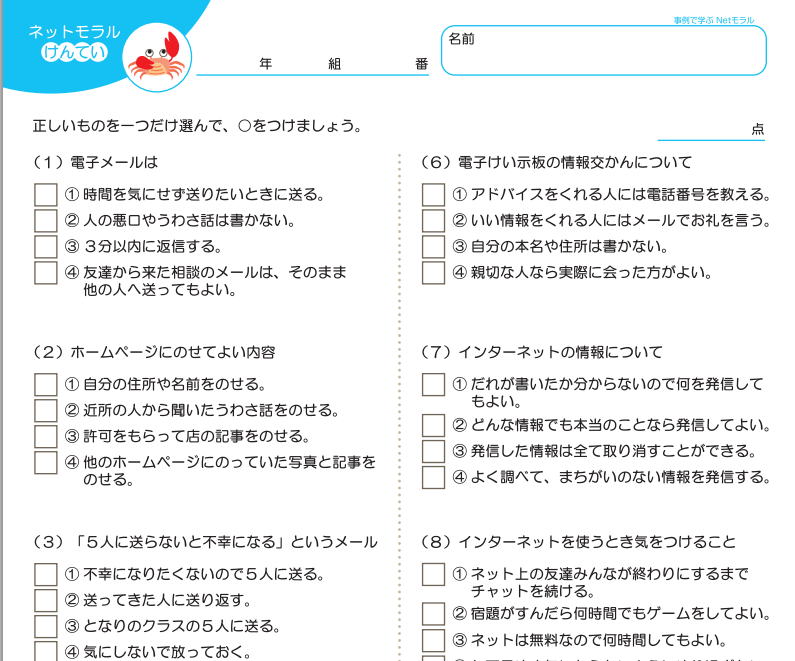 ネットモラル
けんてい
年 組 番
事例で学ぶ Netモラル
名前
正しいものを一つだけ選んで、○をつけましょう。
点
（１）電子メールは
① 時間を気にせず送りたいときに送る。
② 人の悪口やうわさ話は書かない。
③ ３分以内に返信する。
④ 友達から来た相談のメールは、そのまま
他の人へ送ってもよい。
（２）ホームページにのせてよい内容
① 自分の住所や名前をのせる。
② 近所の人から聞いたうわさ話をのせる。
③ 許可をもらって店の記事をのせる。
④ 他のホームページにのっていた写真と記事を
のせる。
（３）「５人に送らないと不幸になる」というメール
① 不幸になりたくないので５人に送る。
② 送ってきた人に送り返す。
③ となりのクラスの５人に送る。
④ 気にしないで放っておく。
（６）電子けい示板の情報交かんについて
① アドバイスをくれる人には電話番号を教える。
② いい情報をくれる人にはメールでお礼を言う。
③ 自分の本名や住所は書かない。
④ 親切な人なら実際に会った方がよい。
（７）インターネットの情報について
① だれが書いたか分からないので何を発信して
もよい。
② どんな情報でも本当のことなら発信してよい。
③ 発信した情報は全て取り消すことができる。
④ よく調べて、まちがいのない情報を発信する。
（８）インターネットを使うとき気をつけること
① ネット上の友達みんなが終わりにするまで
チャットを続ける。
② 宿題がすんだら何時間でもゲームをしてよい。
③ ネットは無料なので何時間してもよい。